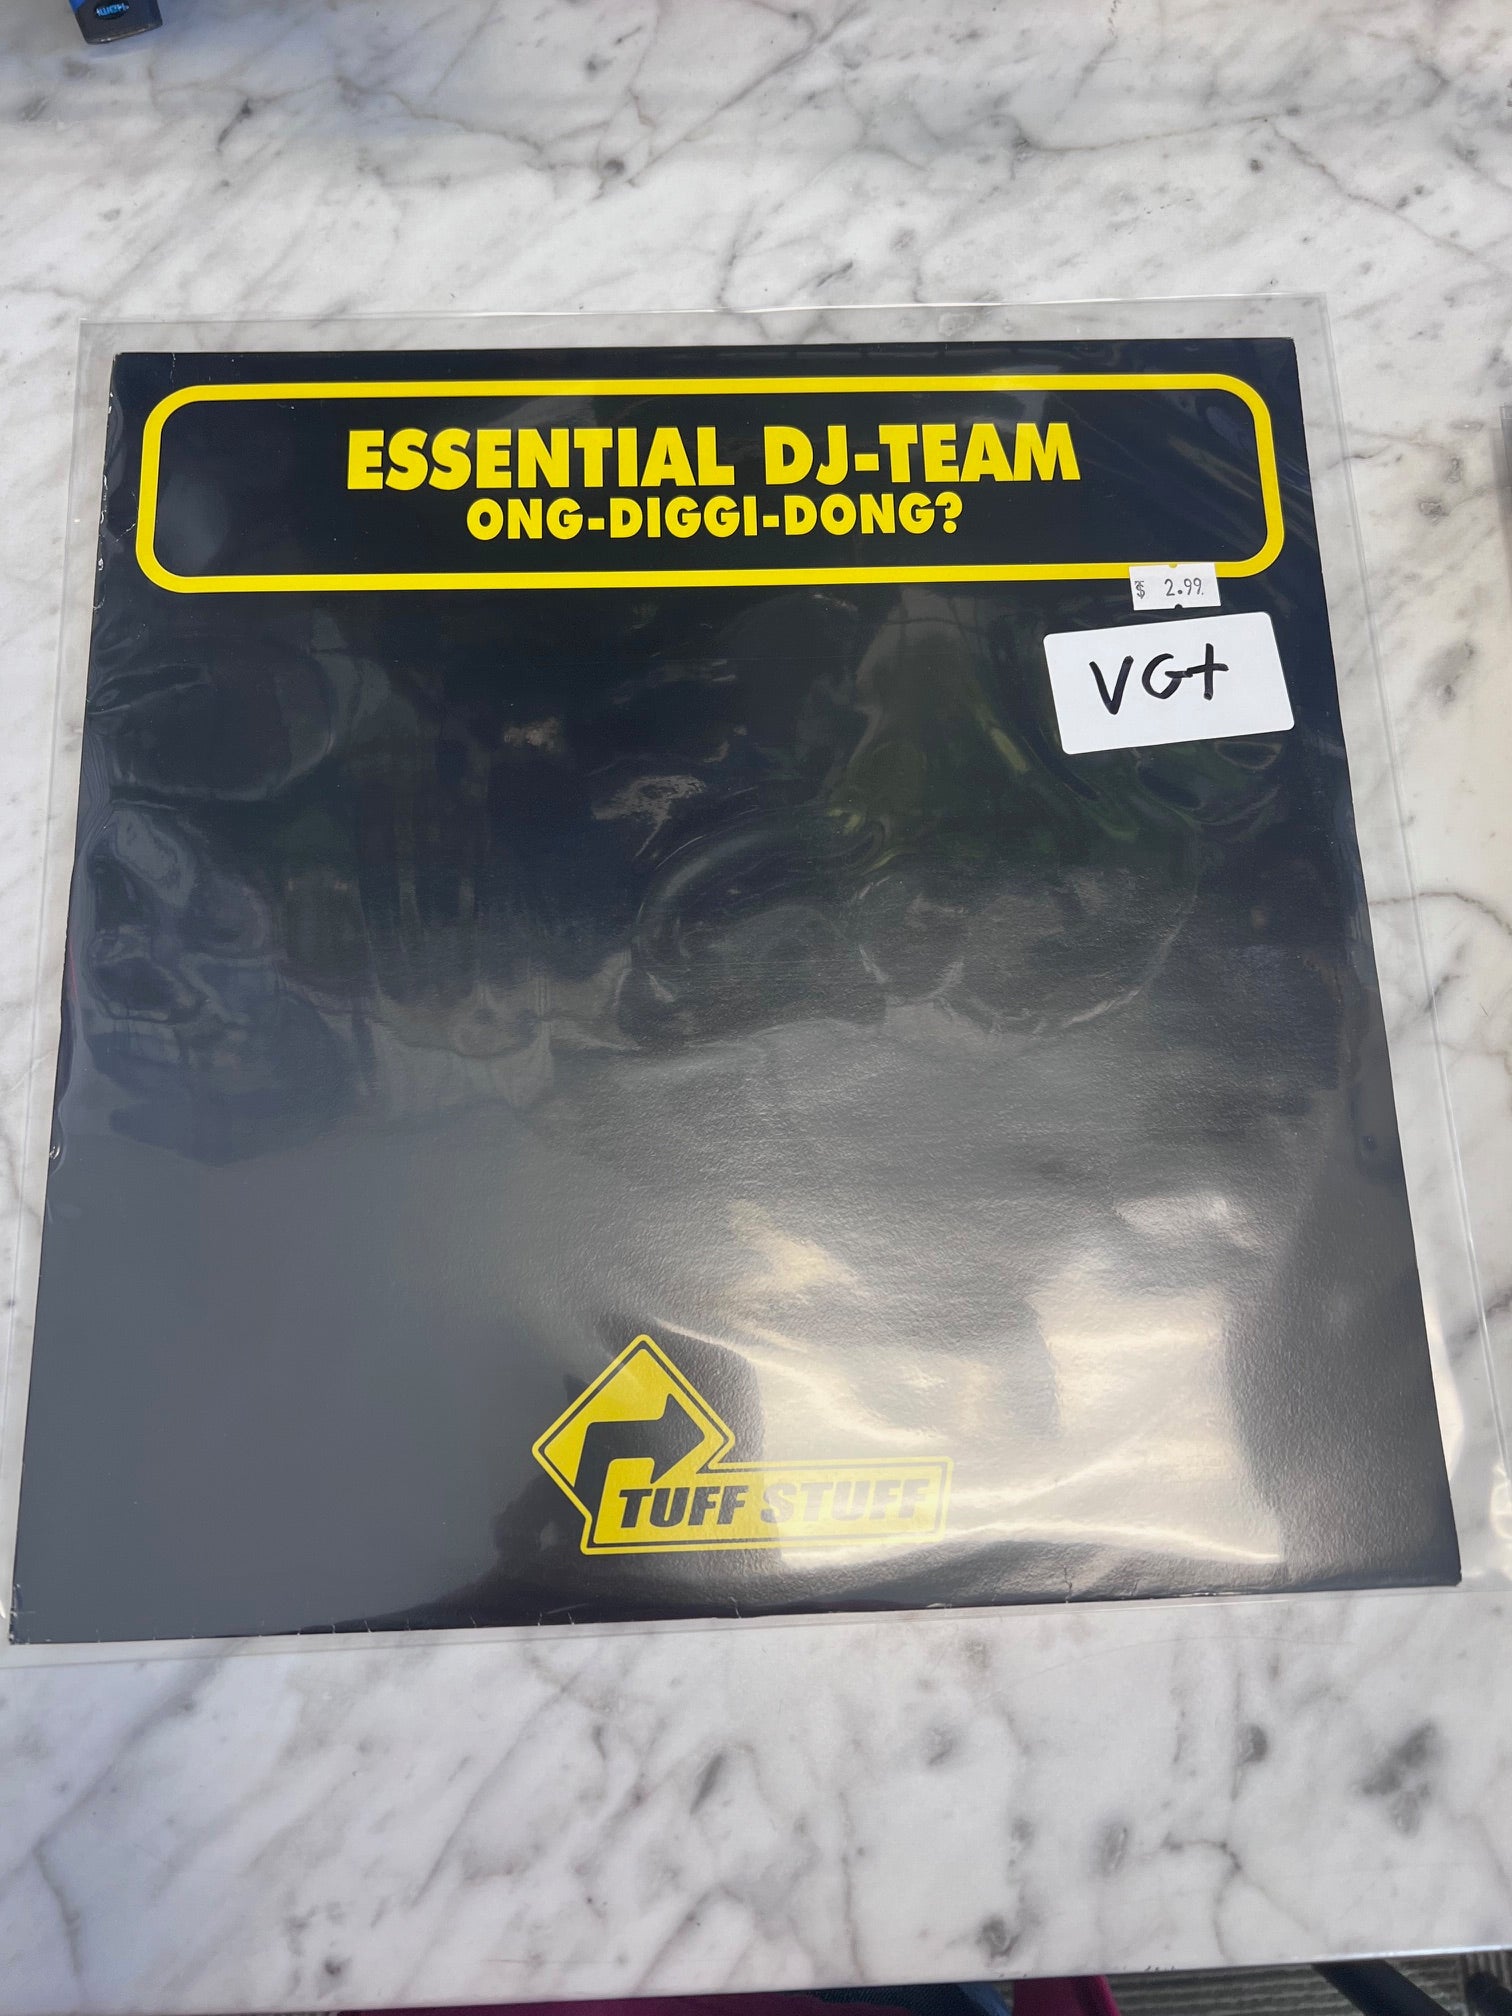 ESSENTIAL DJ-TEAM
ONG-DIGGI-DONG?
$ 2.99
VG+
TUFF STUFF